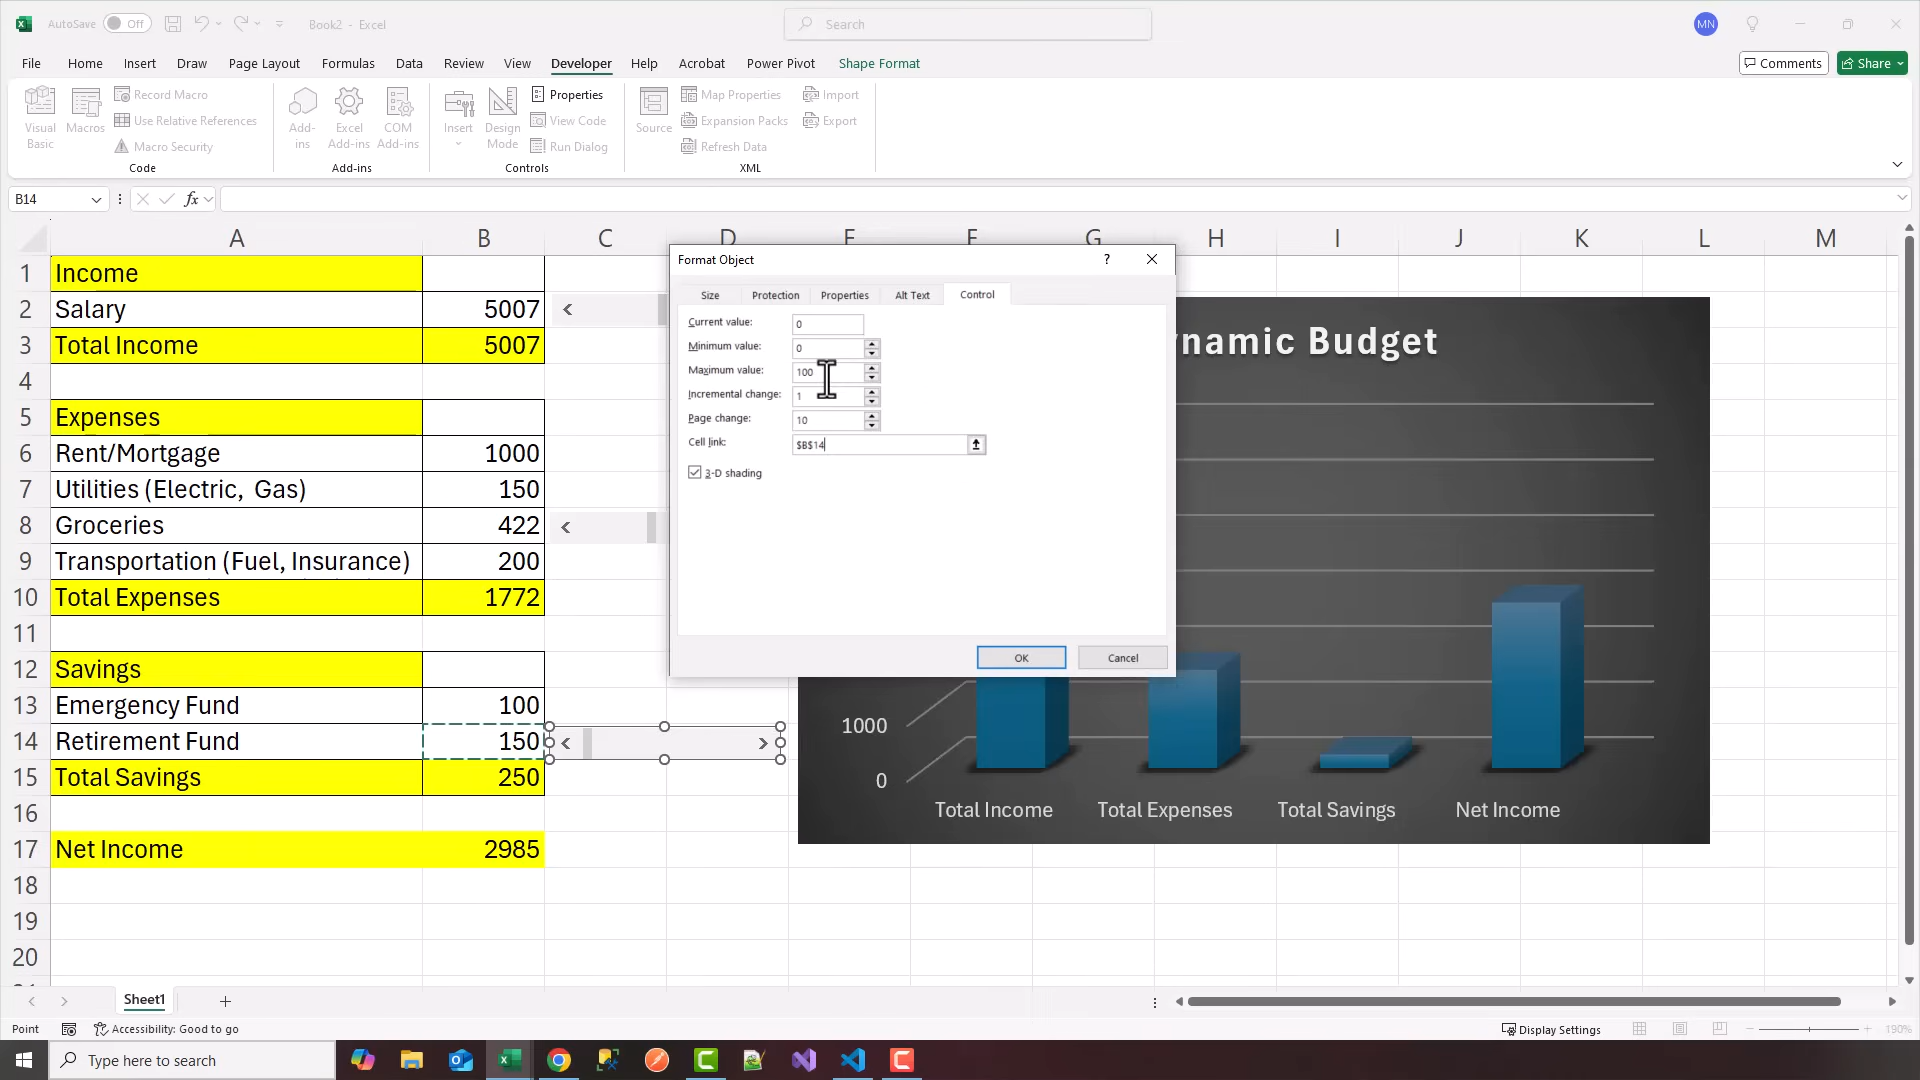 AutoSave Off Book2 - Excel Search MN
File Home Insert Draw Page Layout Formulas Data Review View Developer Help Acrobat Power Pivot Shape Format Comments Share
Visual Basic
Macros
Record Macro
Use Relative References
Macro Security
Code
Add-ins
Excel Add-ins
COM Add-ins
Add-ins
Insert
Design Mode
Properties
View Code
Run Dialog
Controls
Source
Map Properties
Expansion Packs
Refresh Data
Import
Export
XML
B14 fx
A B C D E F G H I J K L M
1 Income
2 Salary 5007
3 Total Income 5007
4
5 Expenses
6 Rent/Mortgage 1000
7 Utilities (Electric, Gas) 150
8 Groceries 422
9 Transportation (Fuel, Insurance) 200
10 Total Expenses 1772
11
12 Savings
13 Emergency Fund 100
14 Retirement Fund 150
15 Total Savings 250
16
17 Net Income 2985
18
19
20
Format Object ?
Size Protection Properties Alt Text Control
Current value: 0
Minimum value: 0
Maximum value: 100
Incremental change: 1
Page change: 10
Cell link: $B$14
3-D shading
OK Cancel
namic Budget
1000
0
Total Income Total Expenses Total Savings Net Income
Sheet1
Point Accessibility: Good to go Display Settings 190%
Type here to search